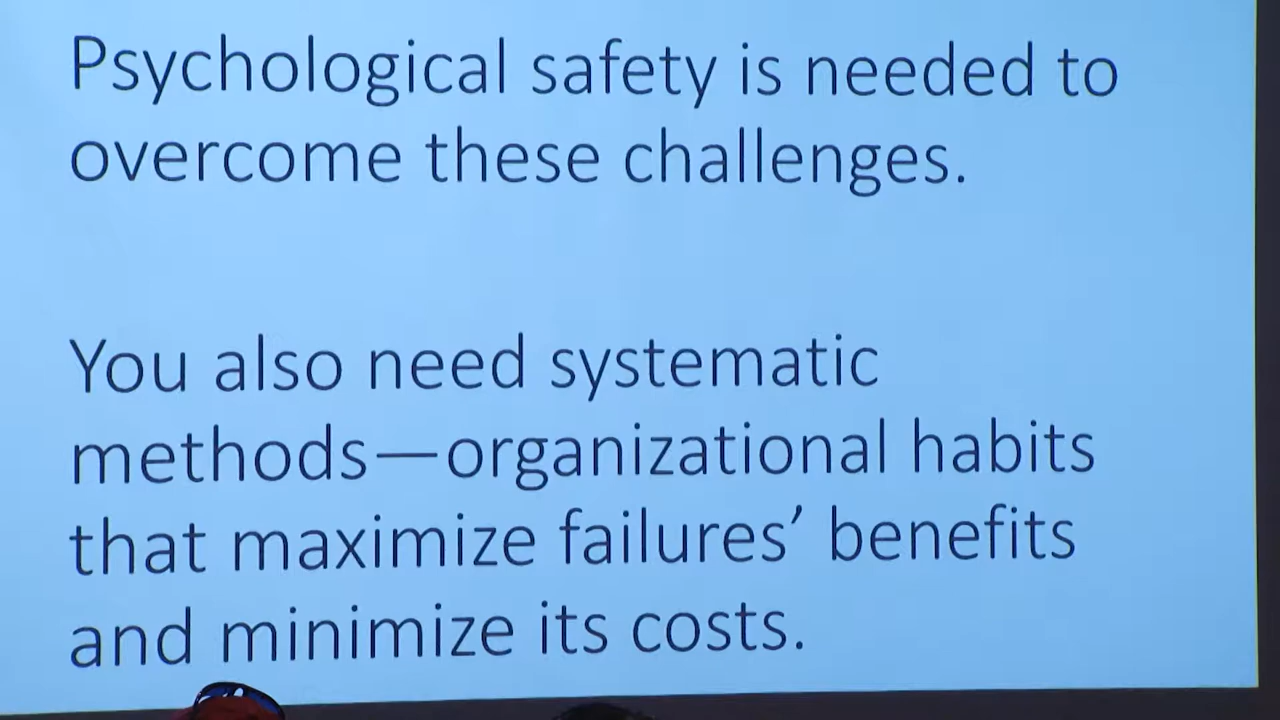 Psychological safety is needed to
overcome these challenges.
You also need systematic
methods—organizational habits
that maximize failures’ benefits
and minimize its costs.